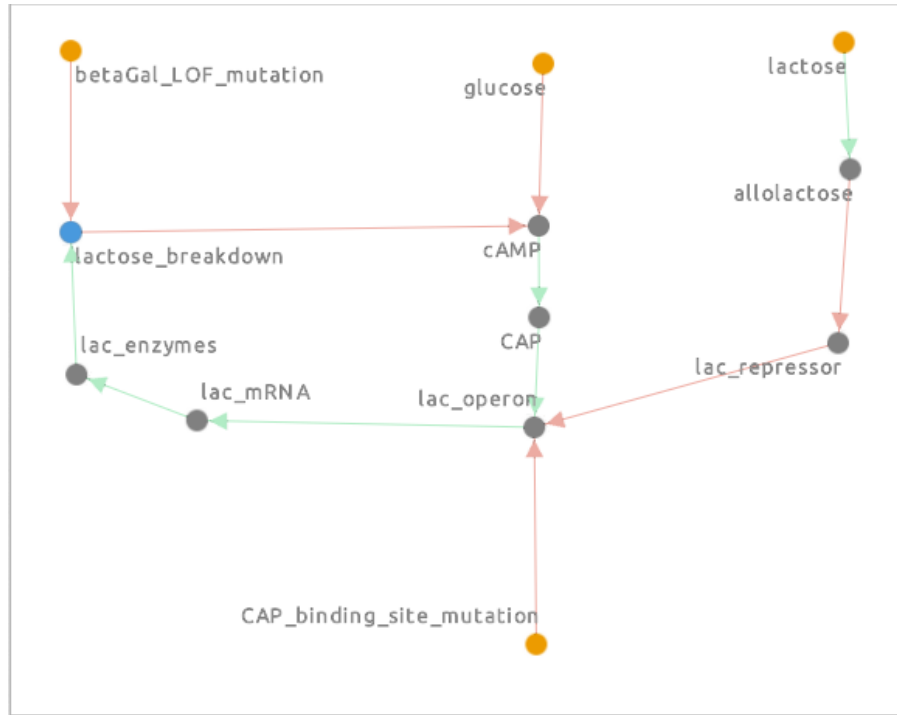 betaGal_LOF_mutation
glucose
lactose
allolactose
cAMP
lactose_breakdown
CAP
lac_enzymes
lac_repressor
lac_mRNA
lac_operon
CAP_binding_site_mutation